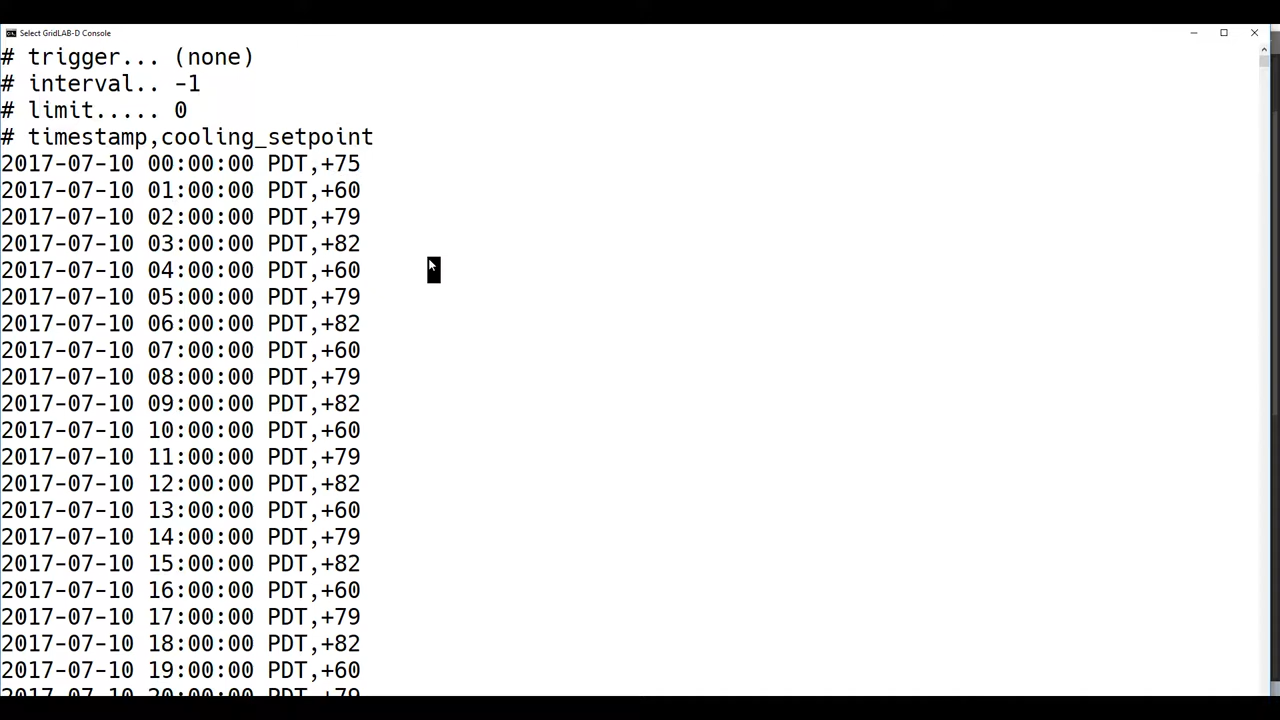 Select GridLAB-D Console
# trigger... (none)
# interval.. -1
# limit..... 0
# timestamp,cooling_setpoint
2017-07-10 00:00:00 PDT,+75
2017-07-10 01:00:00 PDT,+60
2017-07-10 02:00:00 PDT,+79
2017-07-10 03:00:00 PDT,+82
2017-07-10 04:00:00 PDT,+60
2017-07-10 05:00:00 PDT,+79
2017-07-10 06:00:00 PDT,+82
2017-07-10 07:00:00 PDT,+60
2017-07-10 08:00:00 PDT,+79
2017-07-10 09:00:00 PDT,+82
2017-07-10 10:00:00 PDT,+60
2017-07-10 11:00:00 PDT,+79
2017-07-10 12:00:00 PDT,+82
2017-07-10 13:00:00 PDT,+60
2017-07-10 14:00:00 PDT,+79
2017-07-10 15:00:00 PDT,+82
2017-07-10 16:00:00 PDT,+60
2017-07-10 17:00:00 PDT,+79
2017-07-10 18:00:00 PDT,+82
2017-07-10 19:00:00 PDT,+60
2017-07-10 20:00:00 PDT,+79